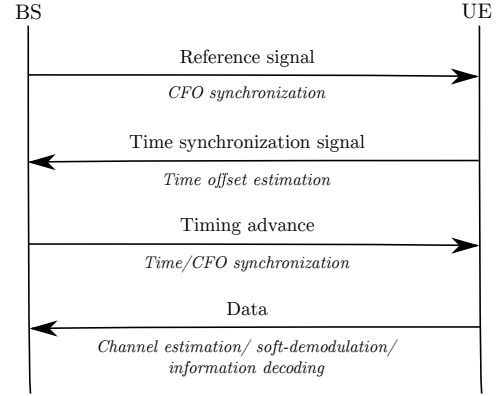 BS UE
Reference signal
CFO synchronization
Time synchronization signal
Time offset estimation
Timing advance
Time/CFO synchronization
Data
Channel estimation/ soft-demodulation/
information decoding